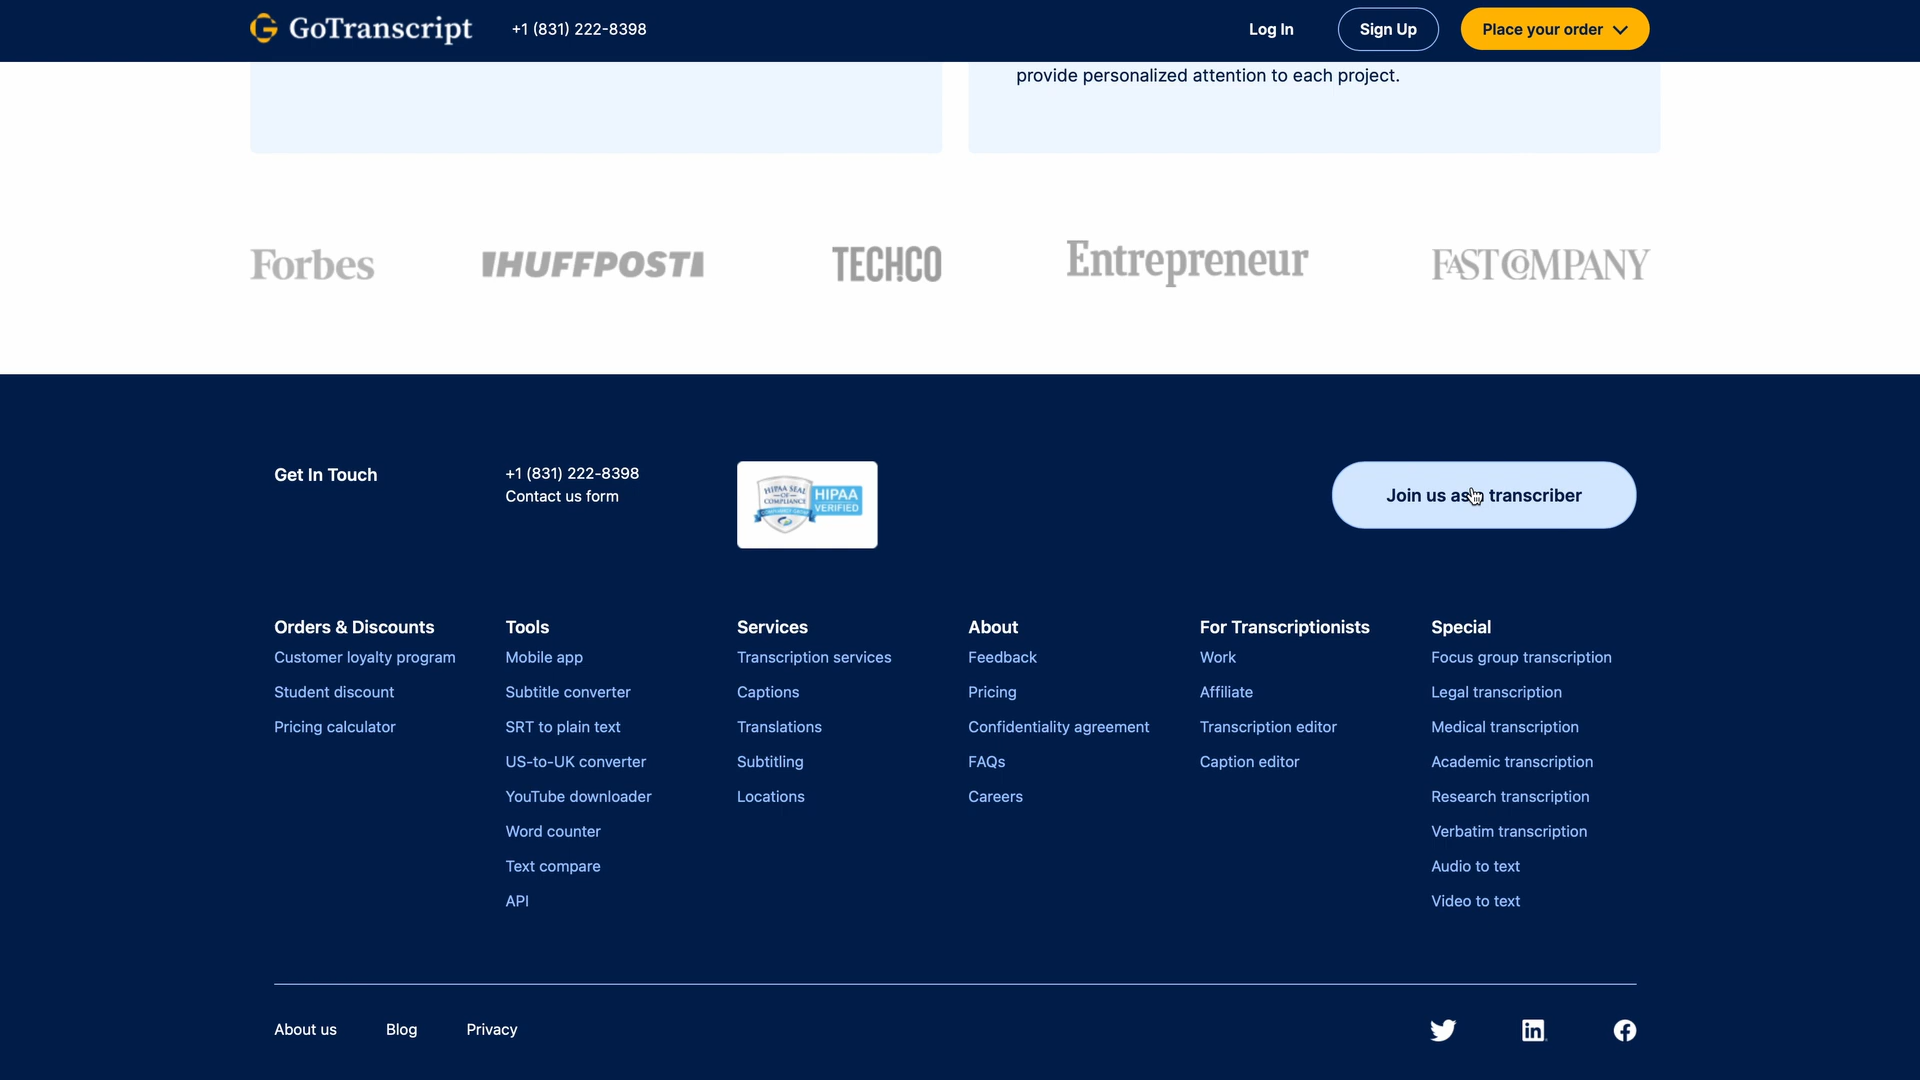 GoTranscript
+1 (831) 222-8398
Log In
Sign Up
Place your order
provide personalized attention to each project.
Forbes
HUFFPOST
TECH.CO
Entrepreneur
FAST COMPANY
Get In Touch
+1 (831) 222-8398
Contact us form
HIPAA SEAL
OF
COMPLIANCE
HIPAA
VERIFIED
Join us as transcriber
Orders & Discounts
Customer loyalty program
Student discount
Pricing calculator
Tools
Mobile app
Subtitle converter
SRT to plain text
US-to-UK converter
YouTube downloader
Word counter
Text compare
API
Services
Transcription services
Captions
Translations
Subtitling
Locations
About
Feedback
Pricing
Confidentiality agreement
FAQs
Careers
For Transcriptionists
Work
Affiliate
Transcription editor
Caption editor
Special
Focus group transcription
Legal transcription
Medical transcription
Academic transcription
Research transcription
Verbatim transcription
Audio to text
Video to text
About us
Blog
Privacy
in